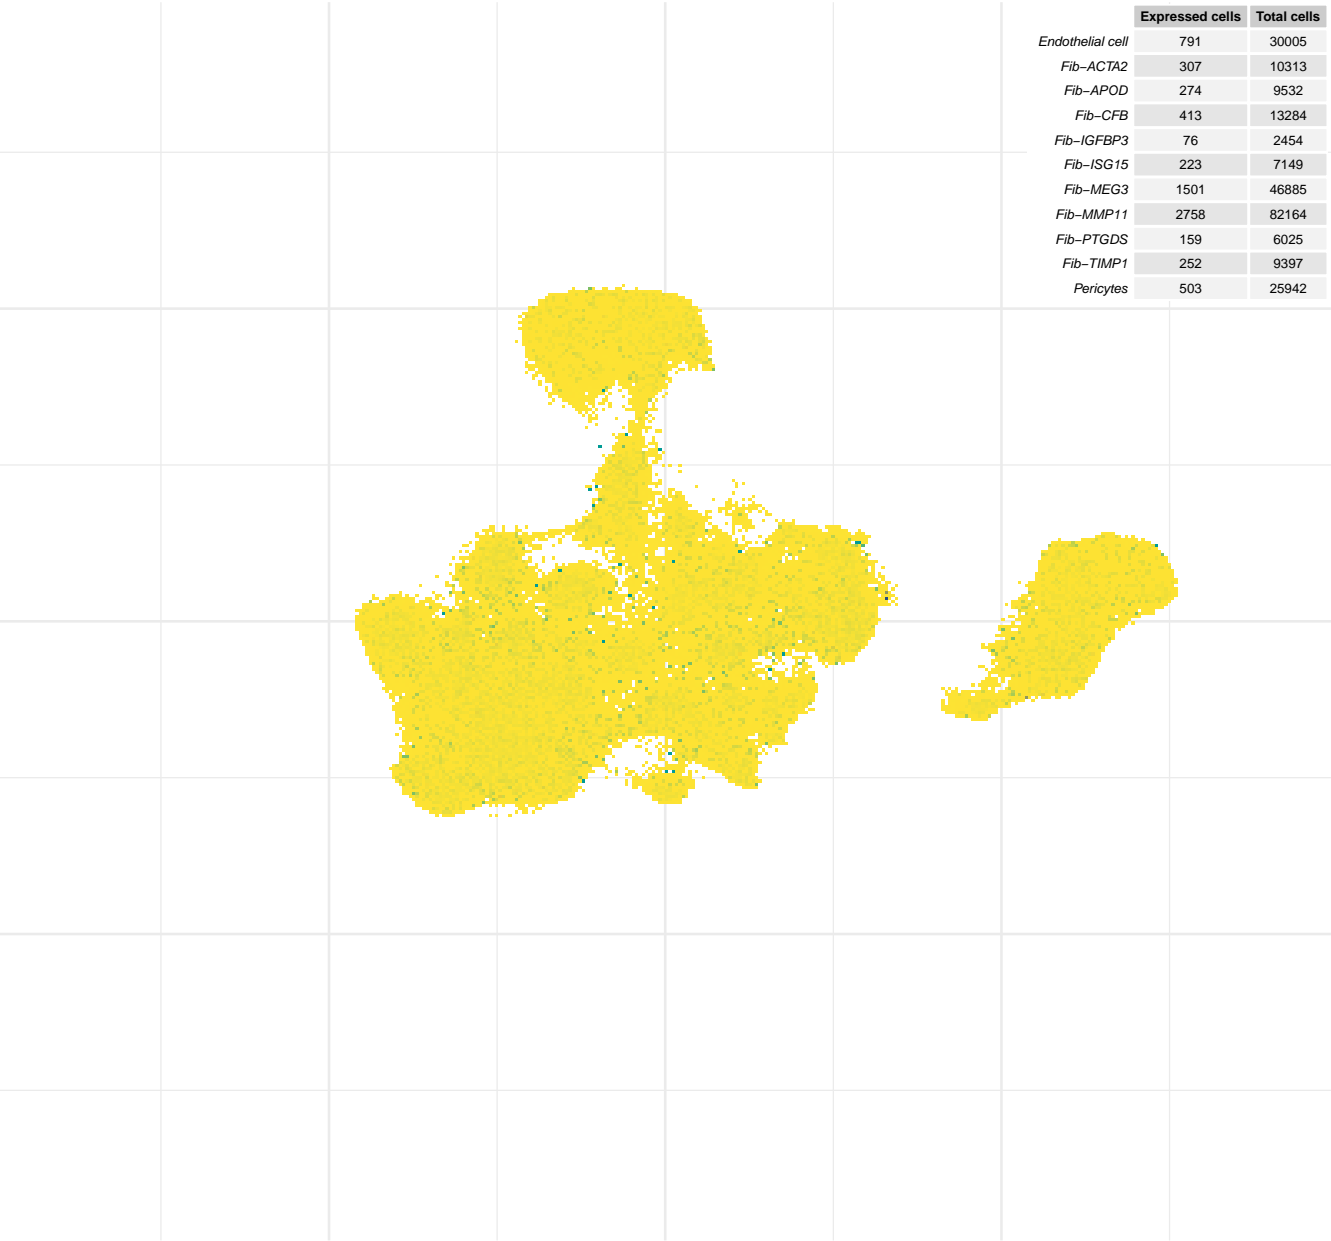 Expressed cells Total cells
Endothelial cell 791 30005
Fib−ACTA2 307 10313
Fib−APOD 274 9532
Fib−CFB 413 13284
Fib−IGFBP3 76 2454
Fib−ISG15 223 7149
Fib−MEG3 1501 46885
Fib−MMP11 2758 82164
Fib−PTGDS 159 6025
Fib−TIMP1 252 9397
Pericytes 503 25942